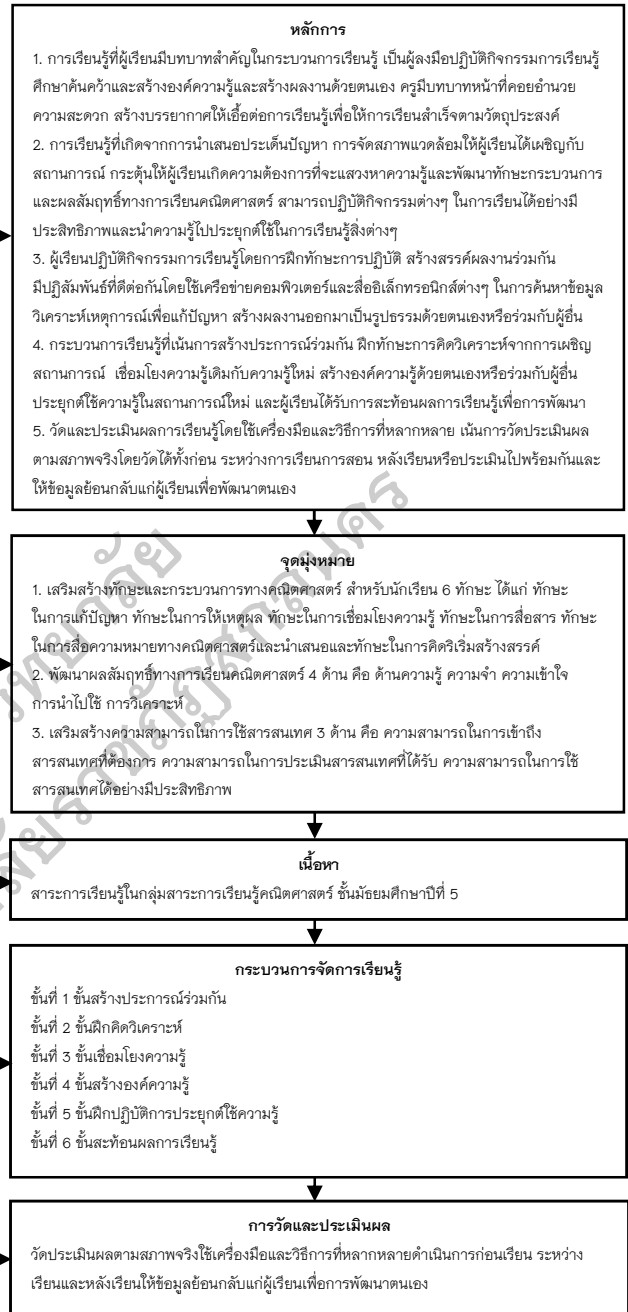 หลักการ
1. การเรียนรู้ที่ผู้เรียนมีบทบาทสำคัญในกระบวนการเรียนรู้ เป็นผู้ลงมือปฏิบัติกิจกรรมการเรียนรู้
ศึกษาค้นคว้าและสร้างองค์ความรู้และสร้างผลงานด้วยตนเอง ครูมีบทบาทหน้าที่คอยอำนวย
ความสะดวก สร้างบรรยากาศให้เอื้อต่อการเรียนรู้เพื่อให้การเรียนสำเร็จตามวัตถุประสงค์
2. การเรียนรู้ที่เกิดจากการนำเสนอประเด็นปัญหา การจัดสภาพแวดล้อมให้ผู้เรียนได้เผชิญกับ
สถานการณ์ กระตุ้นให้ผู้เรียนเกิดความต้องการที่จะแสวงหาความรู้และพัฒนาทักษะกระบวนการ
และผลสัมฤทธิ์ทางการเรียนคณิตศาสตร์ สามารถปฏิบัติกิจกรรมต่างๆ ในการเรียนได้อย่างมี
ประสิทธิภาพและนำความรู้ไปประยุกต์ใช้ในการเรียนรู้สิ่งต่างๆ
3. ผู้เรียนปฏิบัติกิจกรรมการเรียนรู้โดยการฝึกทักษะการปฏิบัติ สร้างสรรค์ผลงานร่วมกัน
มีปฏิสัมพันธ์ที่ดีต่อกันโดยใช้เครือข่ายคอมพิวเตอร์และสื่ออิเล็กทรอนิกส์ต่างๆ ในการค้นหาข้อมูล
วิเคราะห์เหตุการณ์เพื่อแก้ปัญหา สร้างผลงานออกมาเป็นรูปธรรมด้วยตนเองหรือร่วมกับผู้อื่น
4. กระบวนการเรียนรู้ที่เน้นการสร้างประการณ์ร่วมกัน ฝึกทักษะการคิดวิเคราะห์จากการเผชิญ
สถานการณ์ เชื่อมโยงความรู้เดิมกับความรู้ใหม่ สร้างองค์ความรู้ด้วยตนเองหรือร่วมกับผู้อื่น
ประยุกต์ใช้ความรู้ในสถานการณ์ใหม่ และผู้เรียนได้รับการสะท้อนผลการเรียนรู้เพื่อการพัฒนา
5. วัดและประเมินผลการเรียนรู้โดยใช้เครื่องมือและวิธีการที่หลากหลาย เน้นการวัดประเมินผล
ตามสภาพจริงโดยวัดได้ทั้งก่อน ระหว่างการเรียนการสอน หลังเรียนหรือประเมินไปพร้อมกันและ
ให้ข้อมูลย้อนกลับแก่ผู้เรียนเพื่อพัฒนาตนเอง
จุดมุ่งหมาย
1. เสริมสร้างทักษะและกระบวนการทางคณิตศาสตร์ สำหรับนักเรียน 6 ทักษะ ได้แก่ ทักษะ
ในการแก้ปัญหา ทักษะในการให้เหตุผล ทักษะในการเชื่อมโยงความรู้ ทักษะในการสื่อสาร ทักษะ
ในการสื่อความหมายทางคณิตศาสตร์และนำเสนอและทักษะในการคิดริเริ่มสร้างสรรค์
2. พัฒนาผลสัมฤทธิ์ทางการเรียนคณิตศาสตร์ 4 ด้าน คือ ด้านความรู้ ความจำ ความเข้าใจ
การนำไปใช้ การวิเคราะห์
3. เสริมสร้างความสามารถในการใช้สารสนเทศ 3 ด้าน คือ ความสามารถในการเข้าถึง
สารสนเทศที่ต้องการ ความสามารถในการประเมินสารสนเทศที่ได้รับ ความสามารถในการใช้
สารสนเทศได้อย่างมีประสิทธิภาพ
เนื้อหา
สาระการเรียนรู้ในกลุ่มสาระการเรียนรู้คณิตศาสตร์ ชั้นมัธยมศึกษาปีที่ 5
กระบวนการจัดการเรียนรู้
ขั้นที่ 1 ขั้นสร้างประการณ์ร่วมกัน
ขั้นที่ 2 ขั้นฝึกคิดวิเคราะห์
ขั้นที่ 3 ขั้นเชื่อมโยงความรู้
ขั้นที่ 4 ขั้นสร้างองค์ความรู้
ขั้นที่ 5 ขั้นฝึกปฏิบัติการประยุกต์ใช้ความรู้
ขั้นที่ 6 ขั้นสะท้อนผลการเรียนรู้
การวัดและประเมินผล
วัดประเมินผลตามสภาพจริงใช้เครื่องมือและวิธีการที่หลากหลายดำเนินการก่อนเรียน ระหว่าง
เรียนและหลังเรียนให้ข้อมูลย้อนกลับแก่ผู้เรียนเพื่อการพัฒนาตนเอง